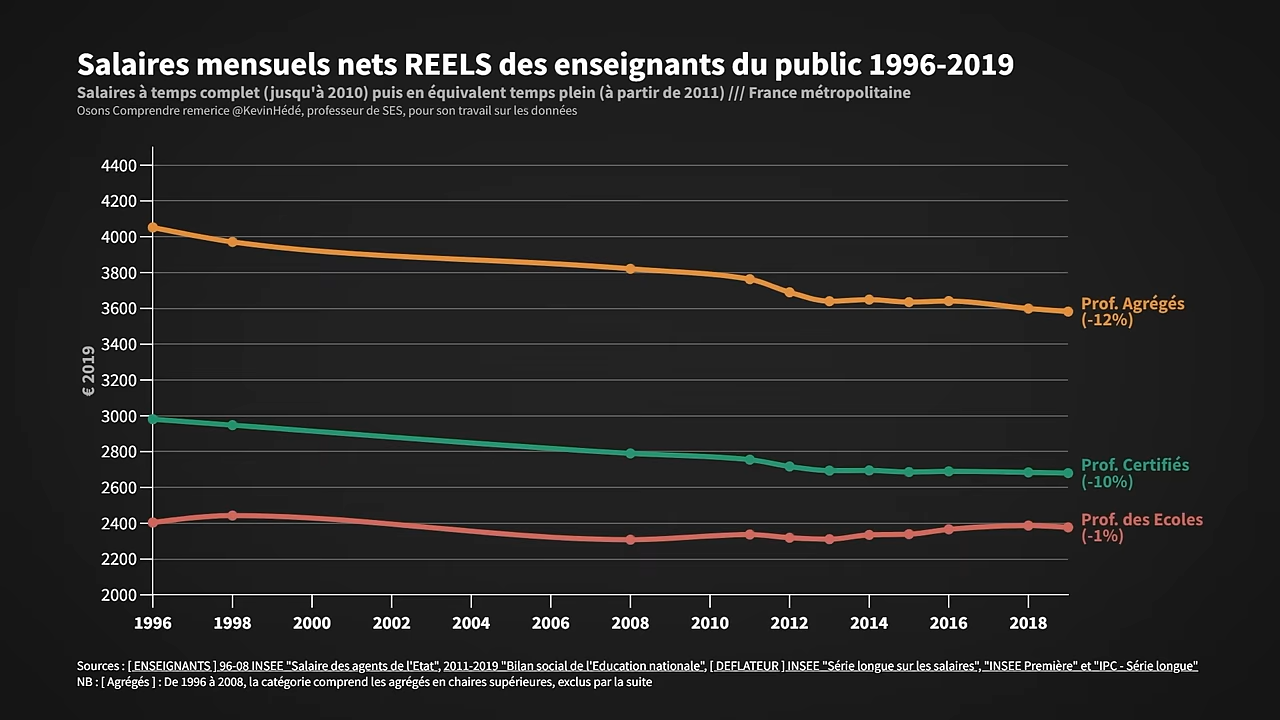 Salaires mensuels nets REELS des enseignants du public 1996-2019
Salaires à temps complet (jusqu'à 2010) puis en équivalent temps plein (à partir de 2011) /// France métropolitaine
Osons Comprendre remerice @KevinHédé, professeur de SES, pour son travail sur les données
€ 2019
4400
4200
4000
3800
3600
3400
3200
3000
2800
2600
2400
2200
2000
Prof. Agrégés
(-12%)
Prof. Certifiés
(-10%)
Prof. des Ecoles
(-1%)
1996 1998 2000 2002 2004 2006 2008 2010 2012 2014 2016 2018
Sources : [ ENSEIGNANTS ] 96-08 INSEE "Salaire des agents de l'Etat", 2011-2019 "Bilan social de l'Education nationale", [ DEFLATEUR ] INSEE "Série longue sur les salaires", "INSEE Première" et "IPC - Série longue"
NB : [ Agrégés ] : De 1996 à 2008, la catégorie comprend les agrégés en chaires supérieures, exclus par la suite